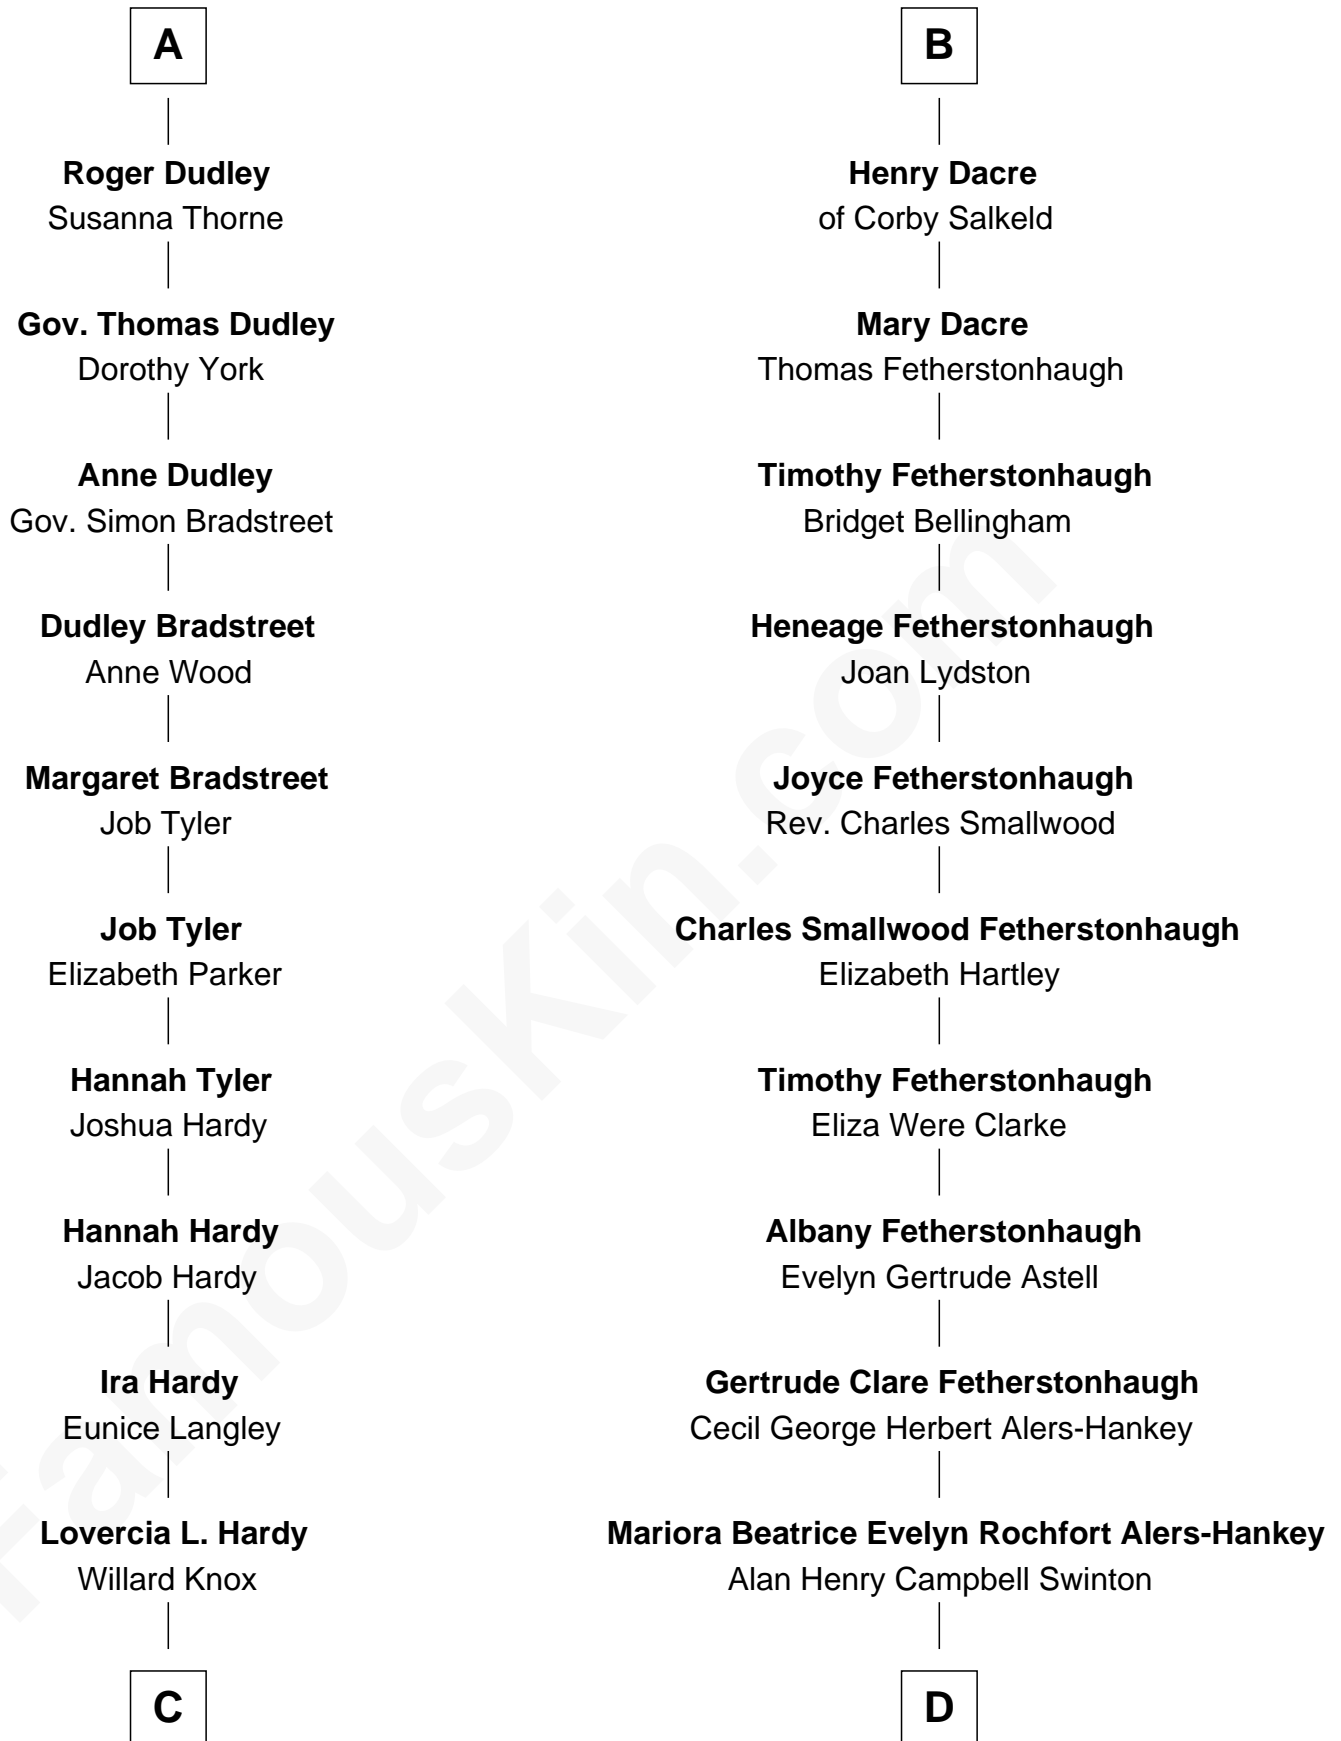 A
Roger Dudley
Susanna Thorne
Gov. Thomas Dudley
Dorothy York
Anne Dudley
Gov. Simon Bradstreet
Dudley Bradstreet
Anne Wood
Margaret Bradstreet
Job Tyler
Job Tyler
Elizabeth Parker
Hannah Tyler
Joshua Hardy
Hannah Hardy
Jacob Hardy
Ira Hardy
Eunice Langley
Lovercia L. Hardy
Willard Knox
C
B
Henry Dacre
of Corby Salkeld
Mary Dacre
Thomas Fetherstonhaugh
Timothy Fetherstonhaugh
Bridget Bellingham
Heneage Fetherstonhaugh
Joan Lydston
Joyce Fetherstonhaugh
Rev. Charles Smallwood
Charles Smallwood Fetherstonhaugh
Elizabeth Hartley
Timothy Fetherstonhaugh
Eliza Were Clarke
Albany Fetherstonhaugh
Evelyn Gertrude Astell
Gertrude Clare Fetherstonhaugh
Cecil George Herbert Alers-Hankey
Mariora Beatrice Evelyn Rochfort Alers-Hankey
Alan Henry Campbell Swinton
D
FamousKin.com